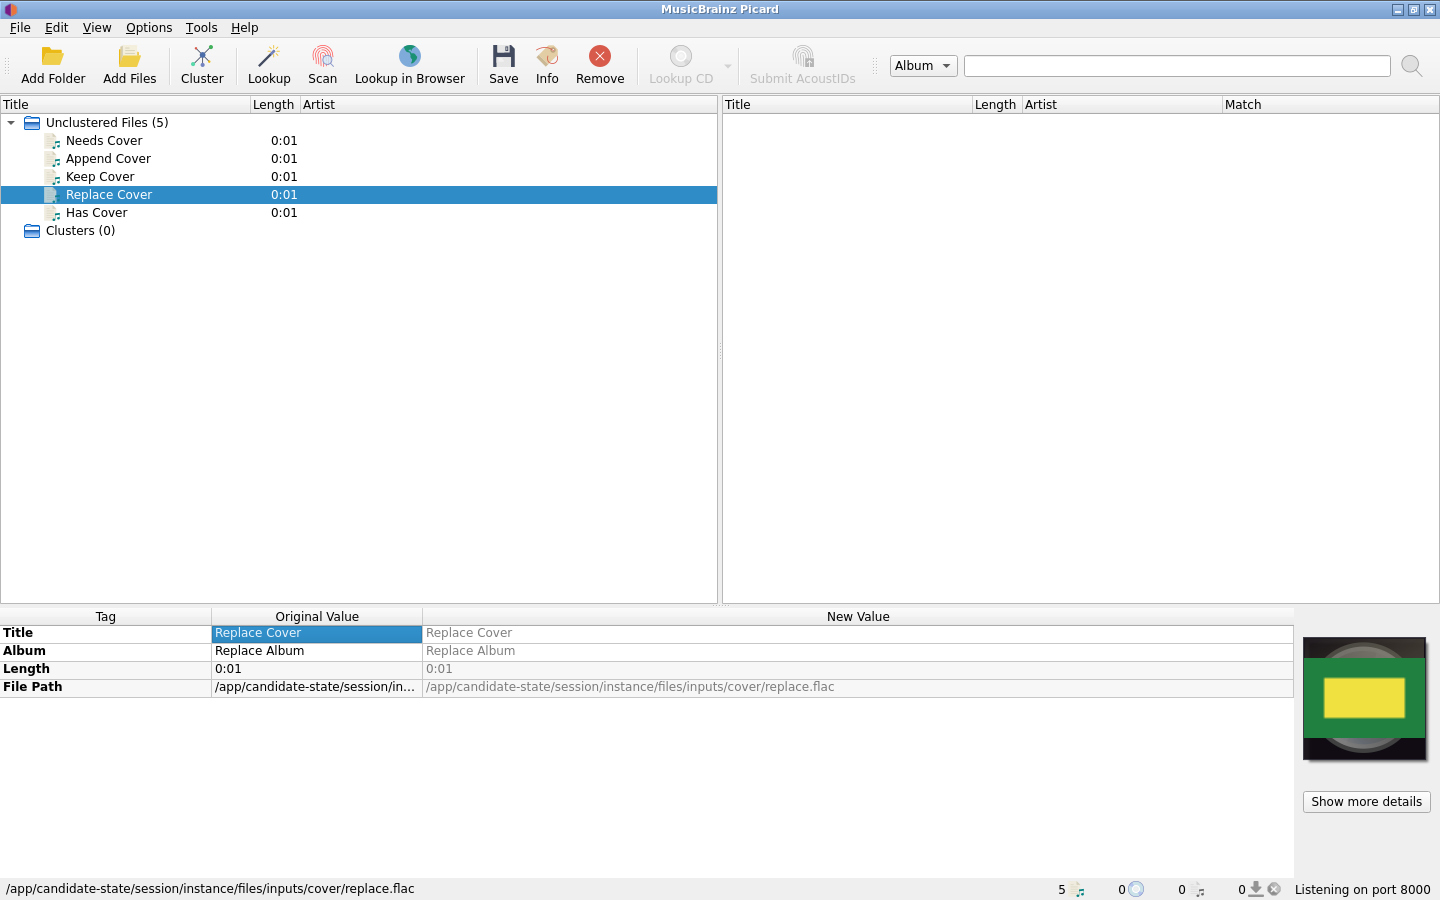 MusicBrainz Picard
File Edit View Options Tools Help
Add Folder Add Files Cluster Lookup Scan Lookup in Browser Save Info Remove Lookup CD Submit AcoustIDs Album
Title Length Artist Title Length Artist Match
Unclustered Files (5)
Needs Cover 0:01
Append Cover 0:01
Keep Cover 0:01
Replace Cover 0:01
Has Cover 0:01
Clusters (0)
Tag Original Value New Value
Title Replace Cover Replace Cover
Album Replace Album Replace Album
Length 0:01 0:01
File Path /app/candidate-state/session/in... /app/candidate-state/session/instance/files/inputs/cover/replace.flac
Show more details
/app/candidate-state/session/instance/files/inputs/cover/replace.flac 5 0 0 0 Listening on port 8000